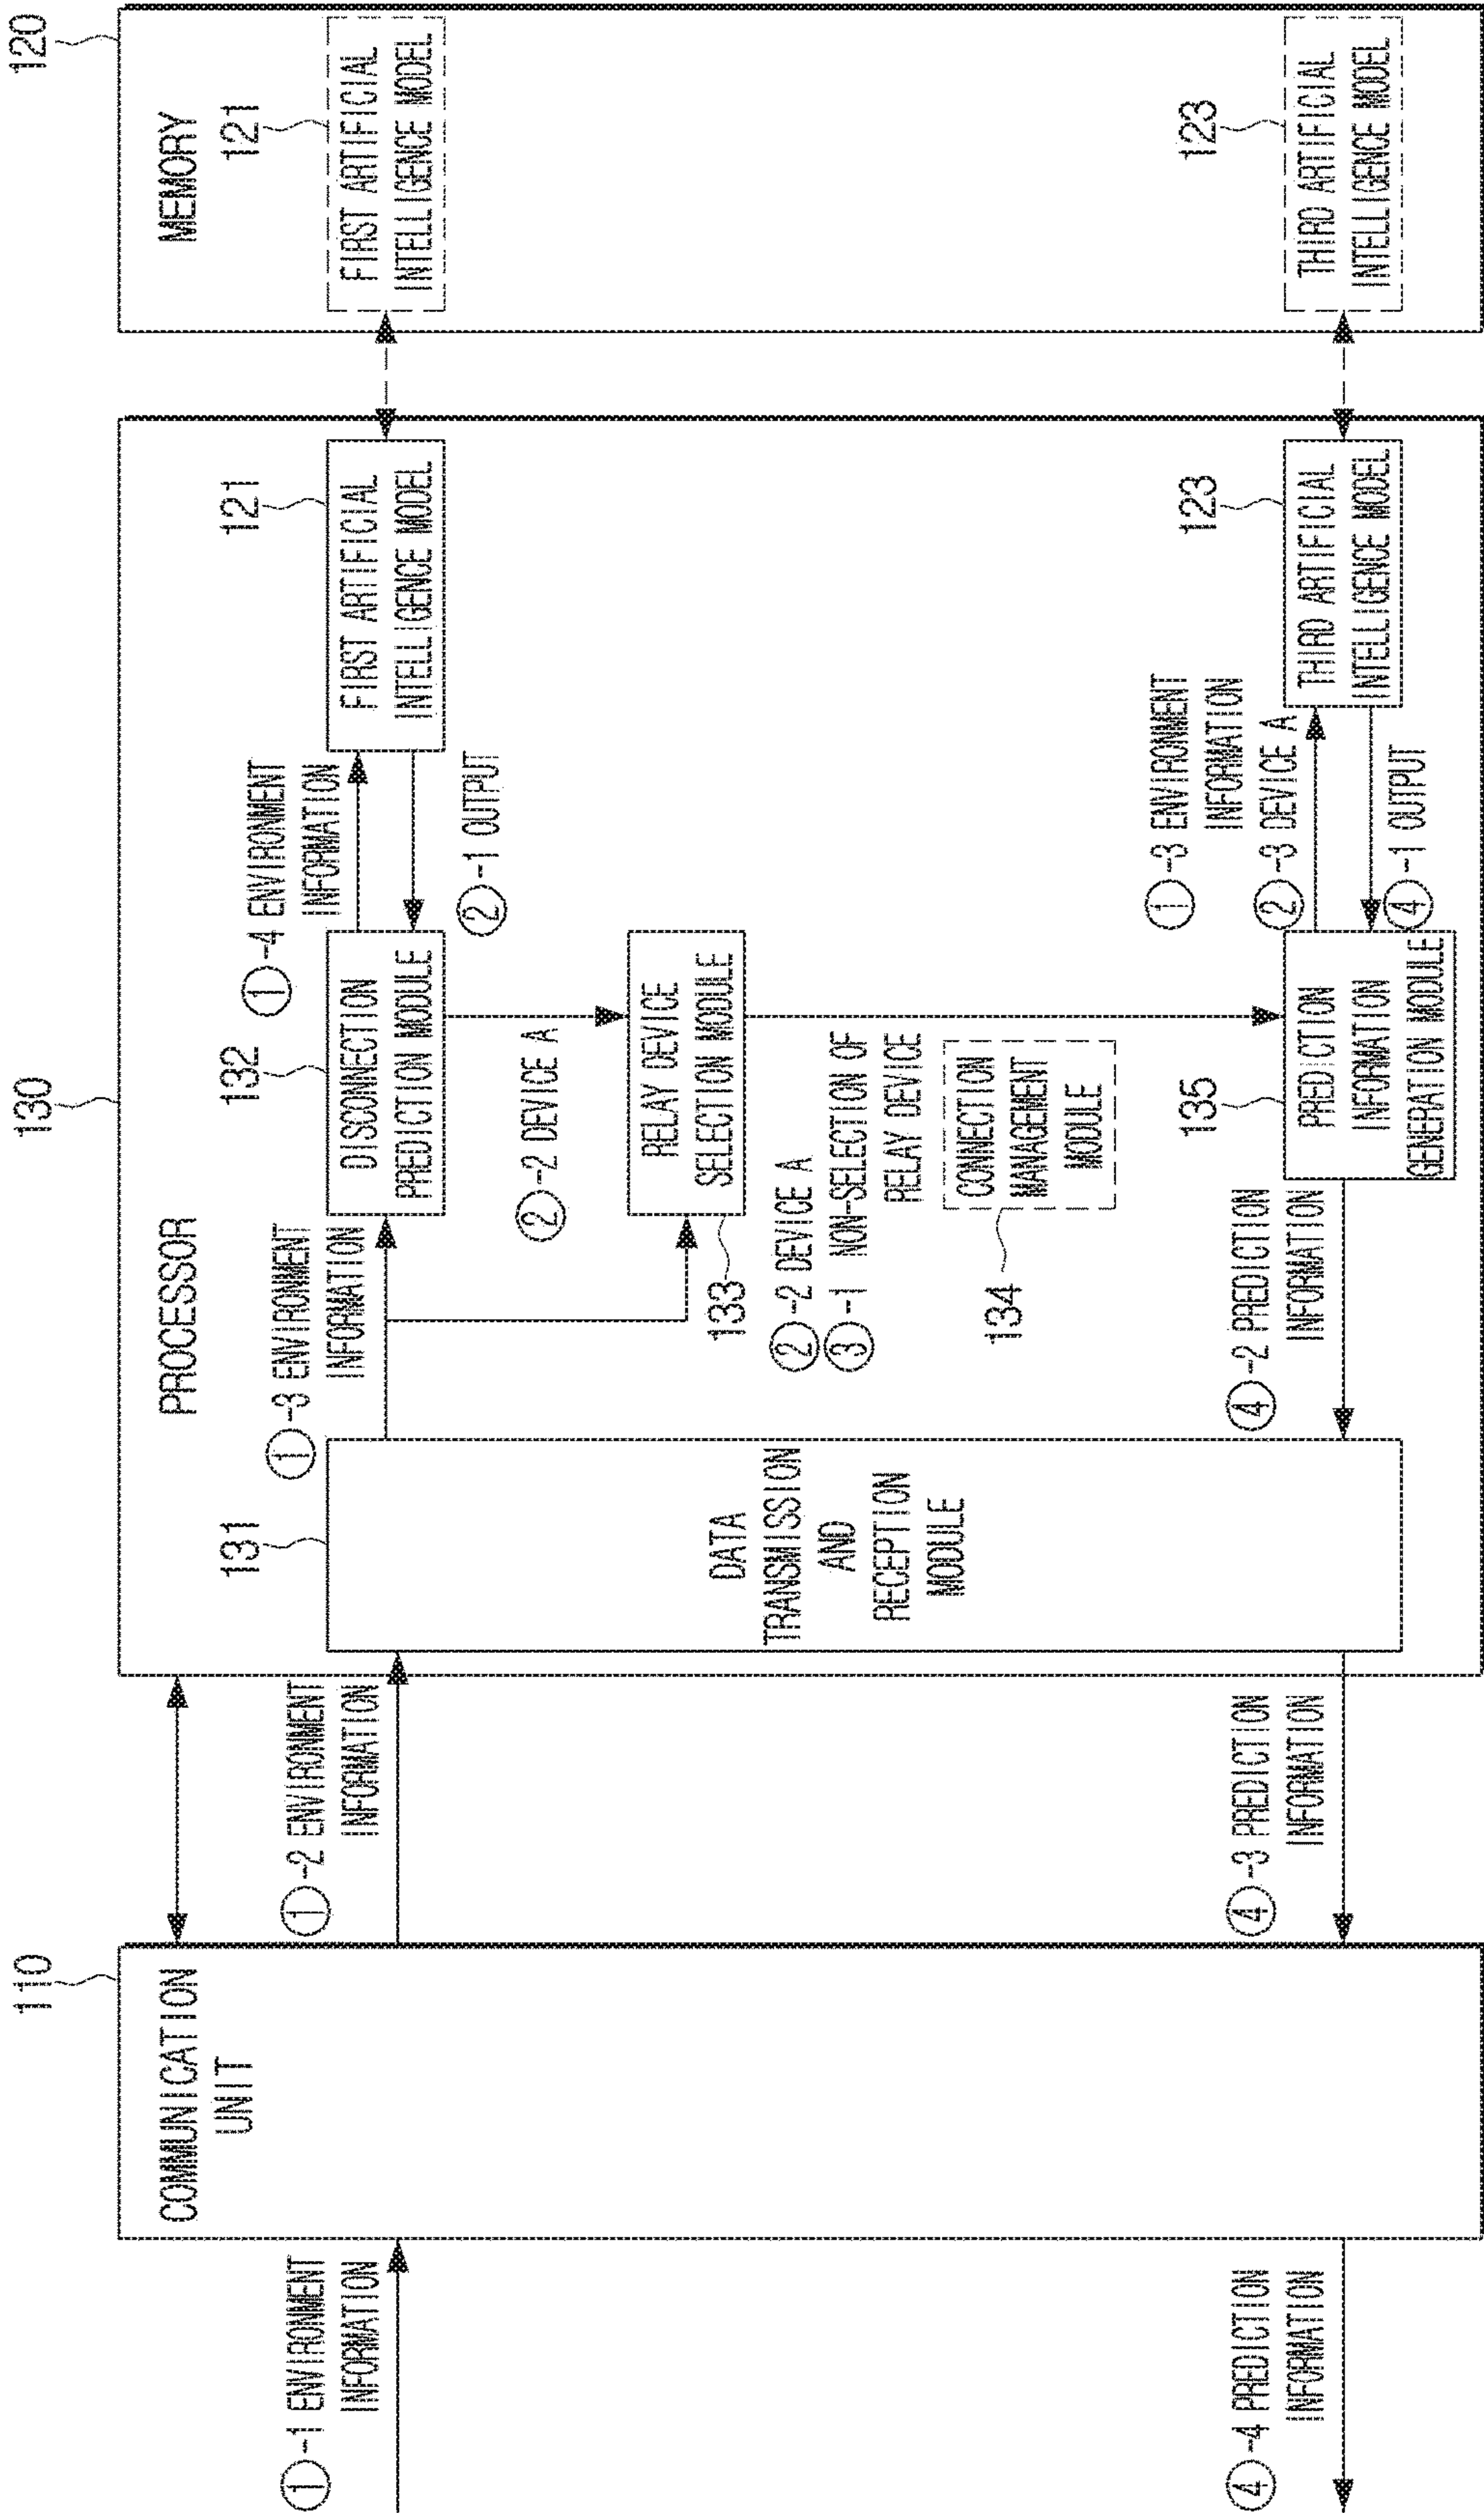 110
COMMUNICATION
UNIT
①-1 ENVIRONMENT
INFORMATION
④-4 PREDICTION
INFORMATION
①-2 ENVIRONMENT
INFORMATION
④-3 PREDICTION
INFORMATION
130
PROCESSOR
131
DATA
TRANSMISSION
AND
RECEPTION
MODULE
①-3 ENVIRONMENT
INFORMATION
132
DISCONNECTION
PREDICTION MODULE
①-4 ENVIRONMENT
INFORMATION
②-1 OUTPUT
121
FIRST ARTIFICIAL
INTELLIGENCE MODEL
②-2 DEVICE A
RELAY DEVICE
SELECTION MODULE
133
②-2 DEVICE A
③-1 NON-SELECTION OF
RELAY DEVICE
CONNECTION
MANAGEMENT
MODULE
134
④-2 PREDICTION
INFORMATION
135
PREDICTION
INFORMATION
GENERATION MODULE
①-3 ENVIRONMENT
INFORMATION
②-3 DEVICE A
④-1 OUTPUT
123
THIRD ARTIFICIAL
INTELLIGENCE MODEL
120
MEMORY
121
FIRST ARTIFICIAL
INTELLIGENCE MODEL
123
THIRD ARTIFICIAL
INTELLIGENCE MODEL